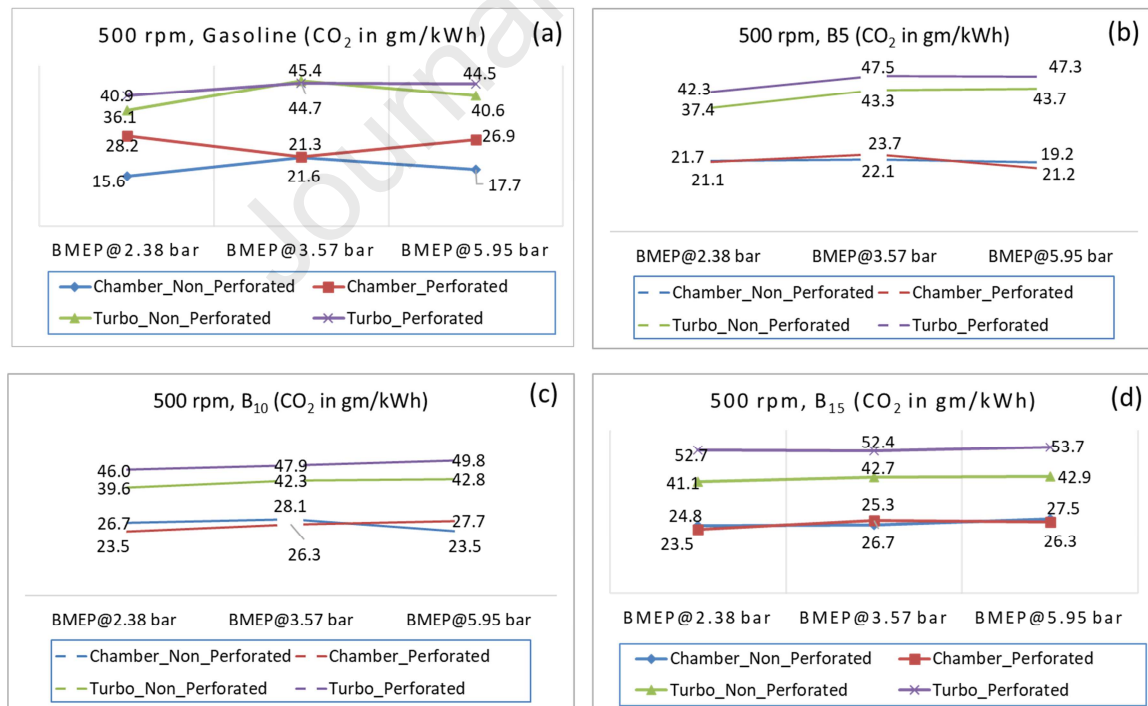 500 rpm, Gasoline (CO2 in gm/kWh) (a)
45.4 44.5
40.9
36.1 44.7 40.6
28.2 21.3 26.9
15.6 21.6 17.7
BMEP@2.38 bar BMEP@3.57 bar BMEP@5.95 bar
Chamber_Non_Perforated Chamber_Perforated
Turbo_Non_Perforated Turbo_Perforated
500 rpm, B5 (CO2 in gm/kWh) (b)
47.5 47.3
42.3
37.4 43.3 43.7
21.7 23.7 19.2
21.1 22.1 21.2
BMEP@2.38 bar BMEP@3.57 bar BMEP@5.95 bar
Chamber_Non_Perforated Chamber_Perforated
Turbo_Non_Perforated Turbo_Perforated
500 rpm, B10 (CO2 in gm/kWh) (c)
46.0 47.9 49.8
39.6 42.3 42.8
26.7 28.1 27.7
23.5 26.3 23.5
BMEP@2.38 bar BMEP@3.57 bar BMEP@5.95 bar
Chamber_Non_Perforated Chamber_Perforated
Turbo_Non_Perforated Turbo_Perforated
500 rpm, B15 (CO2 in gm/kWh) (d)
52.7 52.4 53.7
41.1 42.7 42.9
24.8 25.3 27.5
23.5 26.7 26.3
BMEP@2.38 bar BMEP@3.57 bar BMEP@5.95 bar
Chamber_Non_Perforated Chamber_Perforated
Turbo_Non_Perforated Turbo_Perforated
Journal